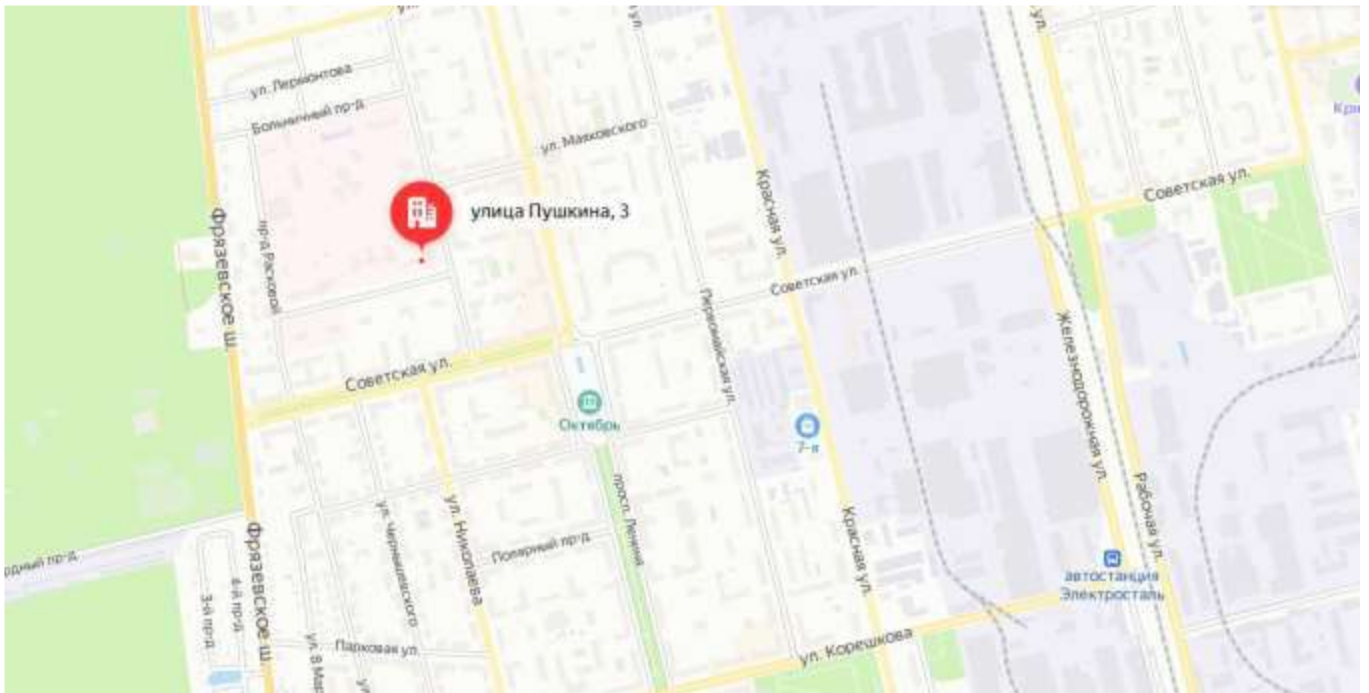 ул. Лермонтова
Больничный пр-д
ул. Маяковского
Советская ул.
улица Пушкина, 3
Красная ул.
пр-д Расковой
Фрязевское ш.
Советская ул.
Первомайская ул.
Железнодорожная ул.
Советская ул.
Октябрь
7-я
просп. Ленина
ул. Николаева
ул. Чернышевского
Полярный пр-д
Рабочая ул.
Красная ул.
Фрязевское ш.
автостанция
Электросталь
4-й пр-д
3-й пр-д
Парковая ул.
ул. Корешкова